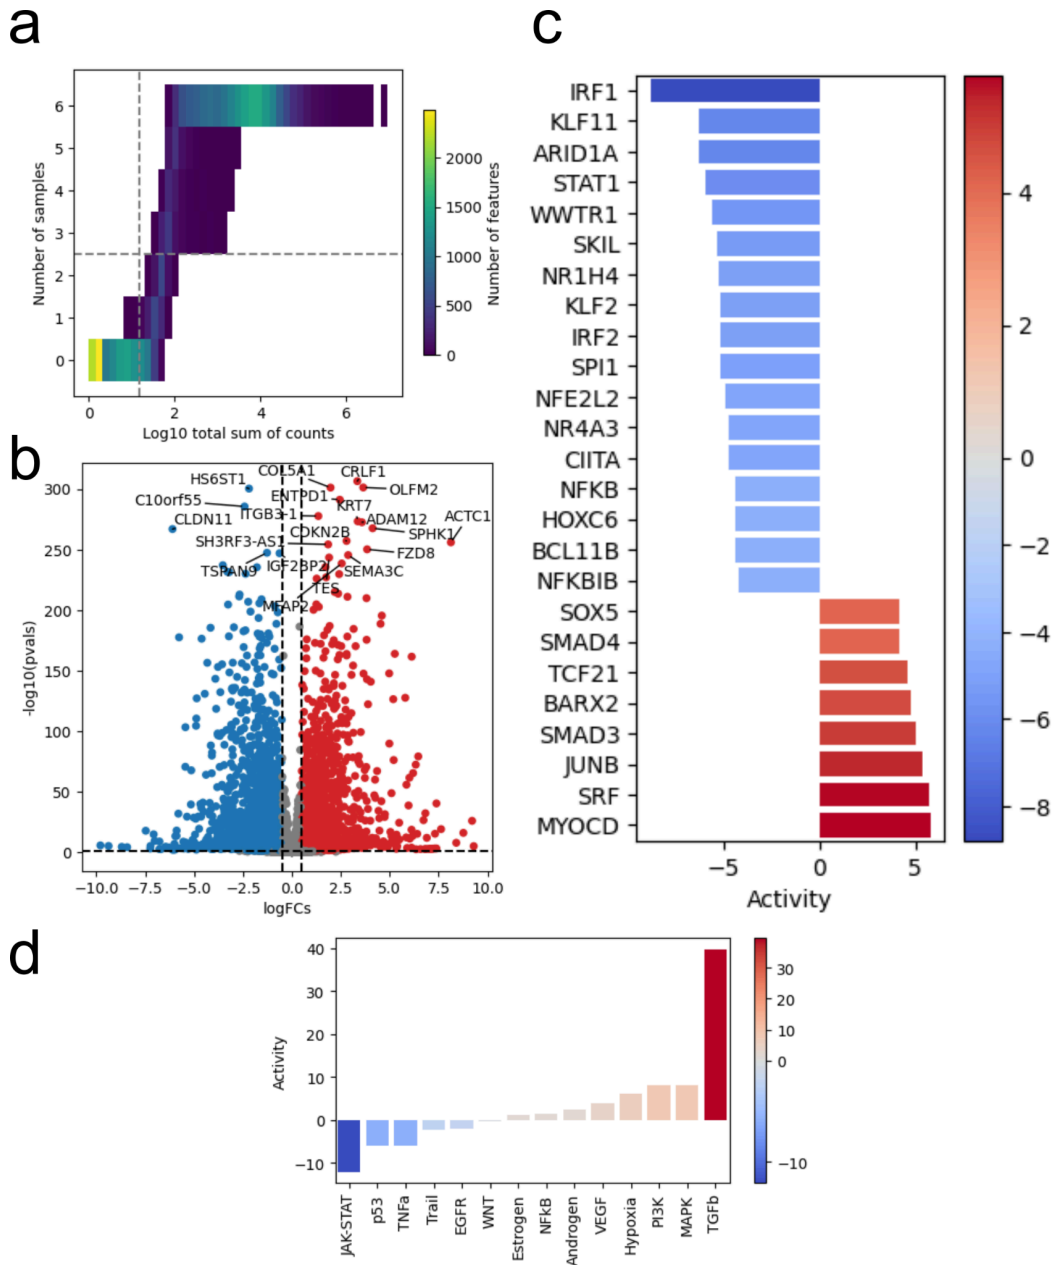 a
6
5
4
3
2
1
0
Number of samples
0 2 4 6
Log10 total sum of counts
2000
1500
1000
500
0
Number of features
b
300
250
200
150
100
50
0
-log10(pvals)
COL5A1
CRLF1
HS6ST1
OLFM2
C10orf55
ENTPD1
KRT7
CLDN11
ITGB3-1
ADAM12
ACTC1
CDKN2B
SPHK1
SH3RF3-AS1
FZD8
TSPAN9
IGF2BP2
SEMA3C
TES
MFAP2
−10.0 −7.5 −5.0 −2.5 0.0 2.5 5.0 7.5 10.0
logFCs
c
IRF1
KLF11
ARID1A
STAT1
WWTR1
SKIL
NR1H4
KLF2
IRF2
SPI1
NFE2L2
NR4A3
CIITA
NFKB
HOXC6
BCL11B
NFKBIB
SOX5
SMAD4
TCF21
BARX2
SMAD3
JUNB
SRF
MYOCD
−5 0 5
Activity
4
2
0
−2
−4
−6
−8
d
40
30
20
10
0
−10
Activity
JAK-STAT
p53
TNFa
Trail
EGFR
WNT
Estrogen
NFkB
Androgen
VEGF
Hypoxia
PI3K
MAPK
TGFb
30
20
10
0
−10